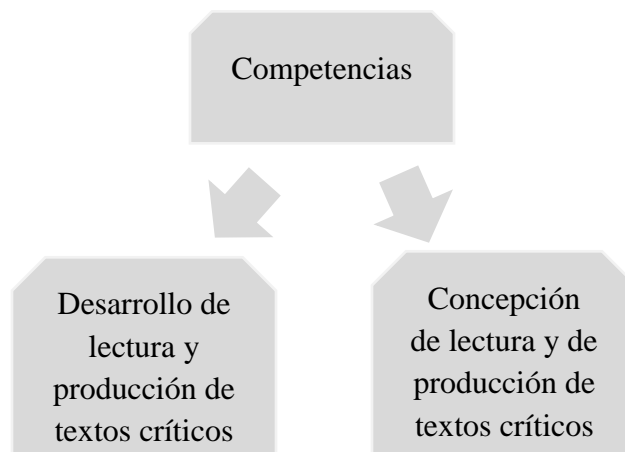 Competencias
Desarrollo de
lectura y
producción de
textos críticos
Concepción
de lectura y de
producción de
textos críticos